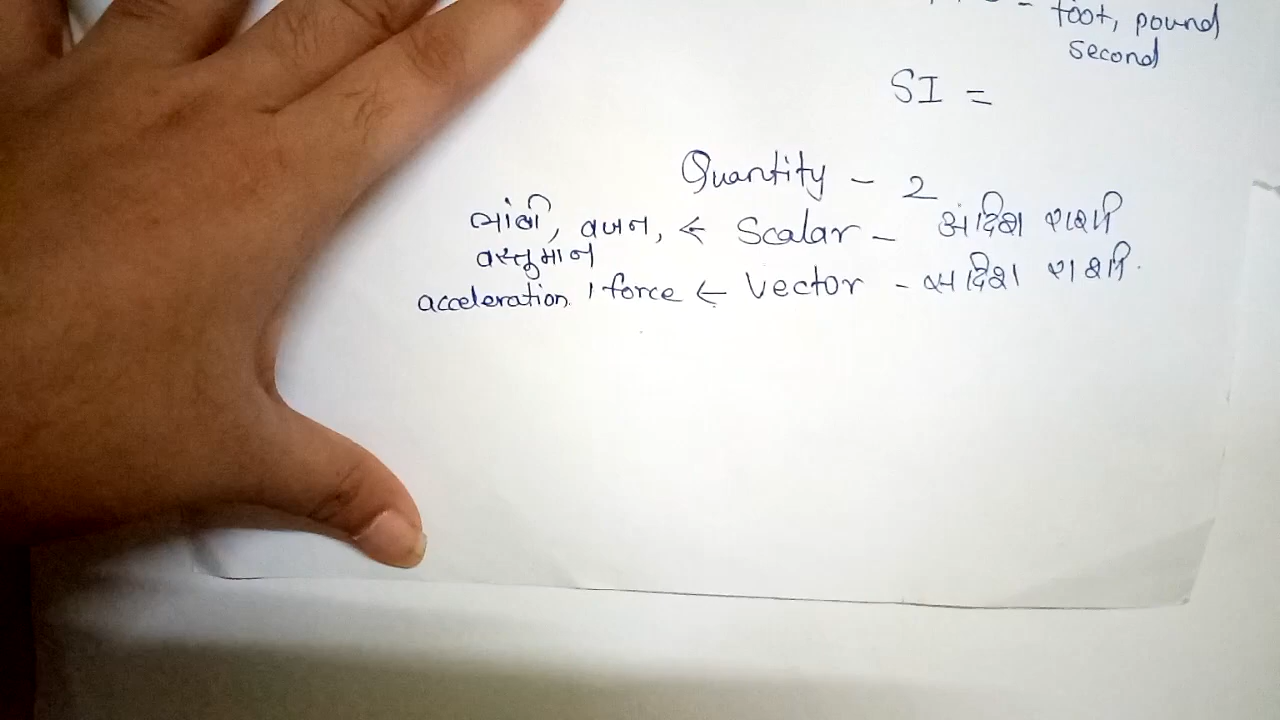 - foot, pound
second
SI =
Quantity - 2
લાંબી, વજન, ← Scalar - અદિશ રાશી
વસ્તુમાન
acceleration, force ← Vector - સદિશ રાશી.